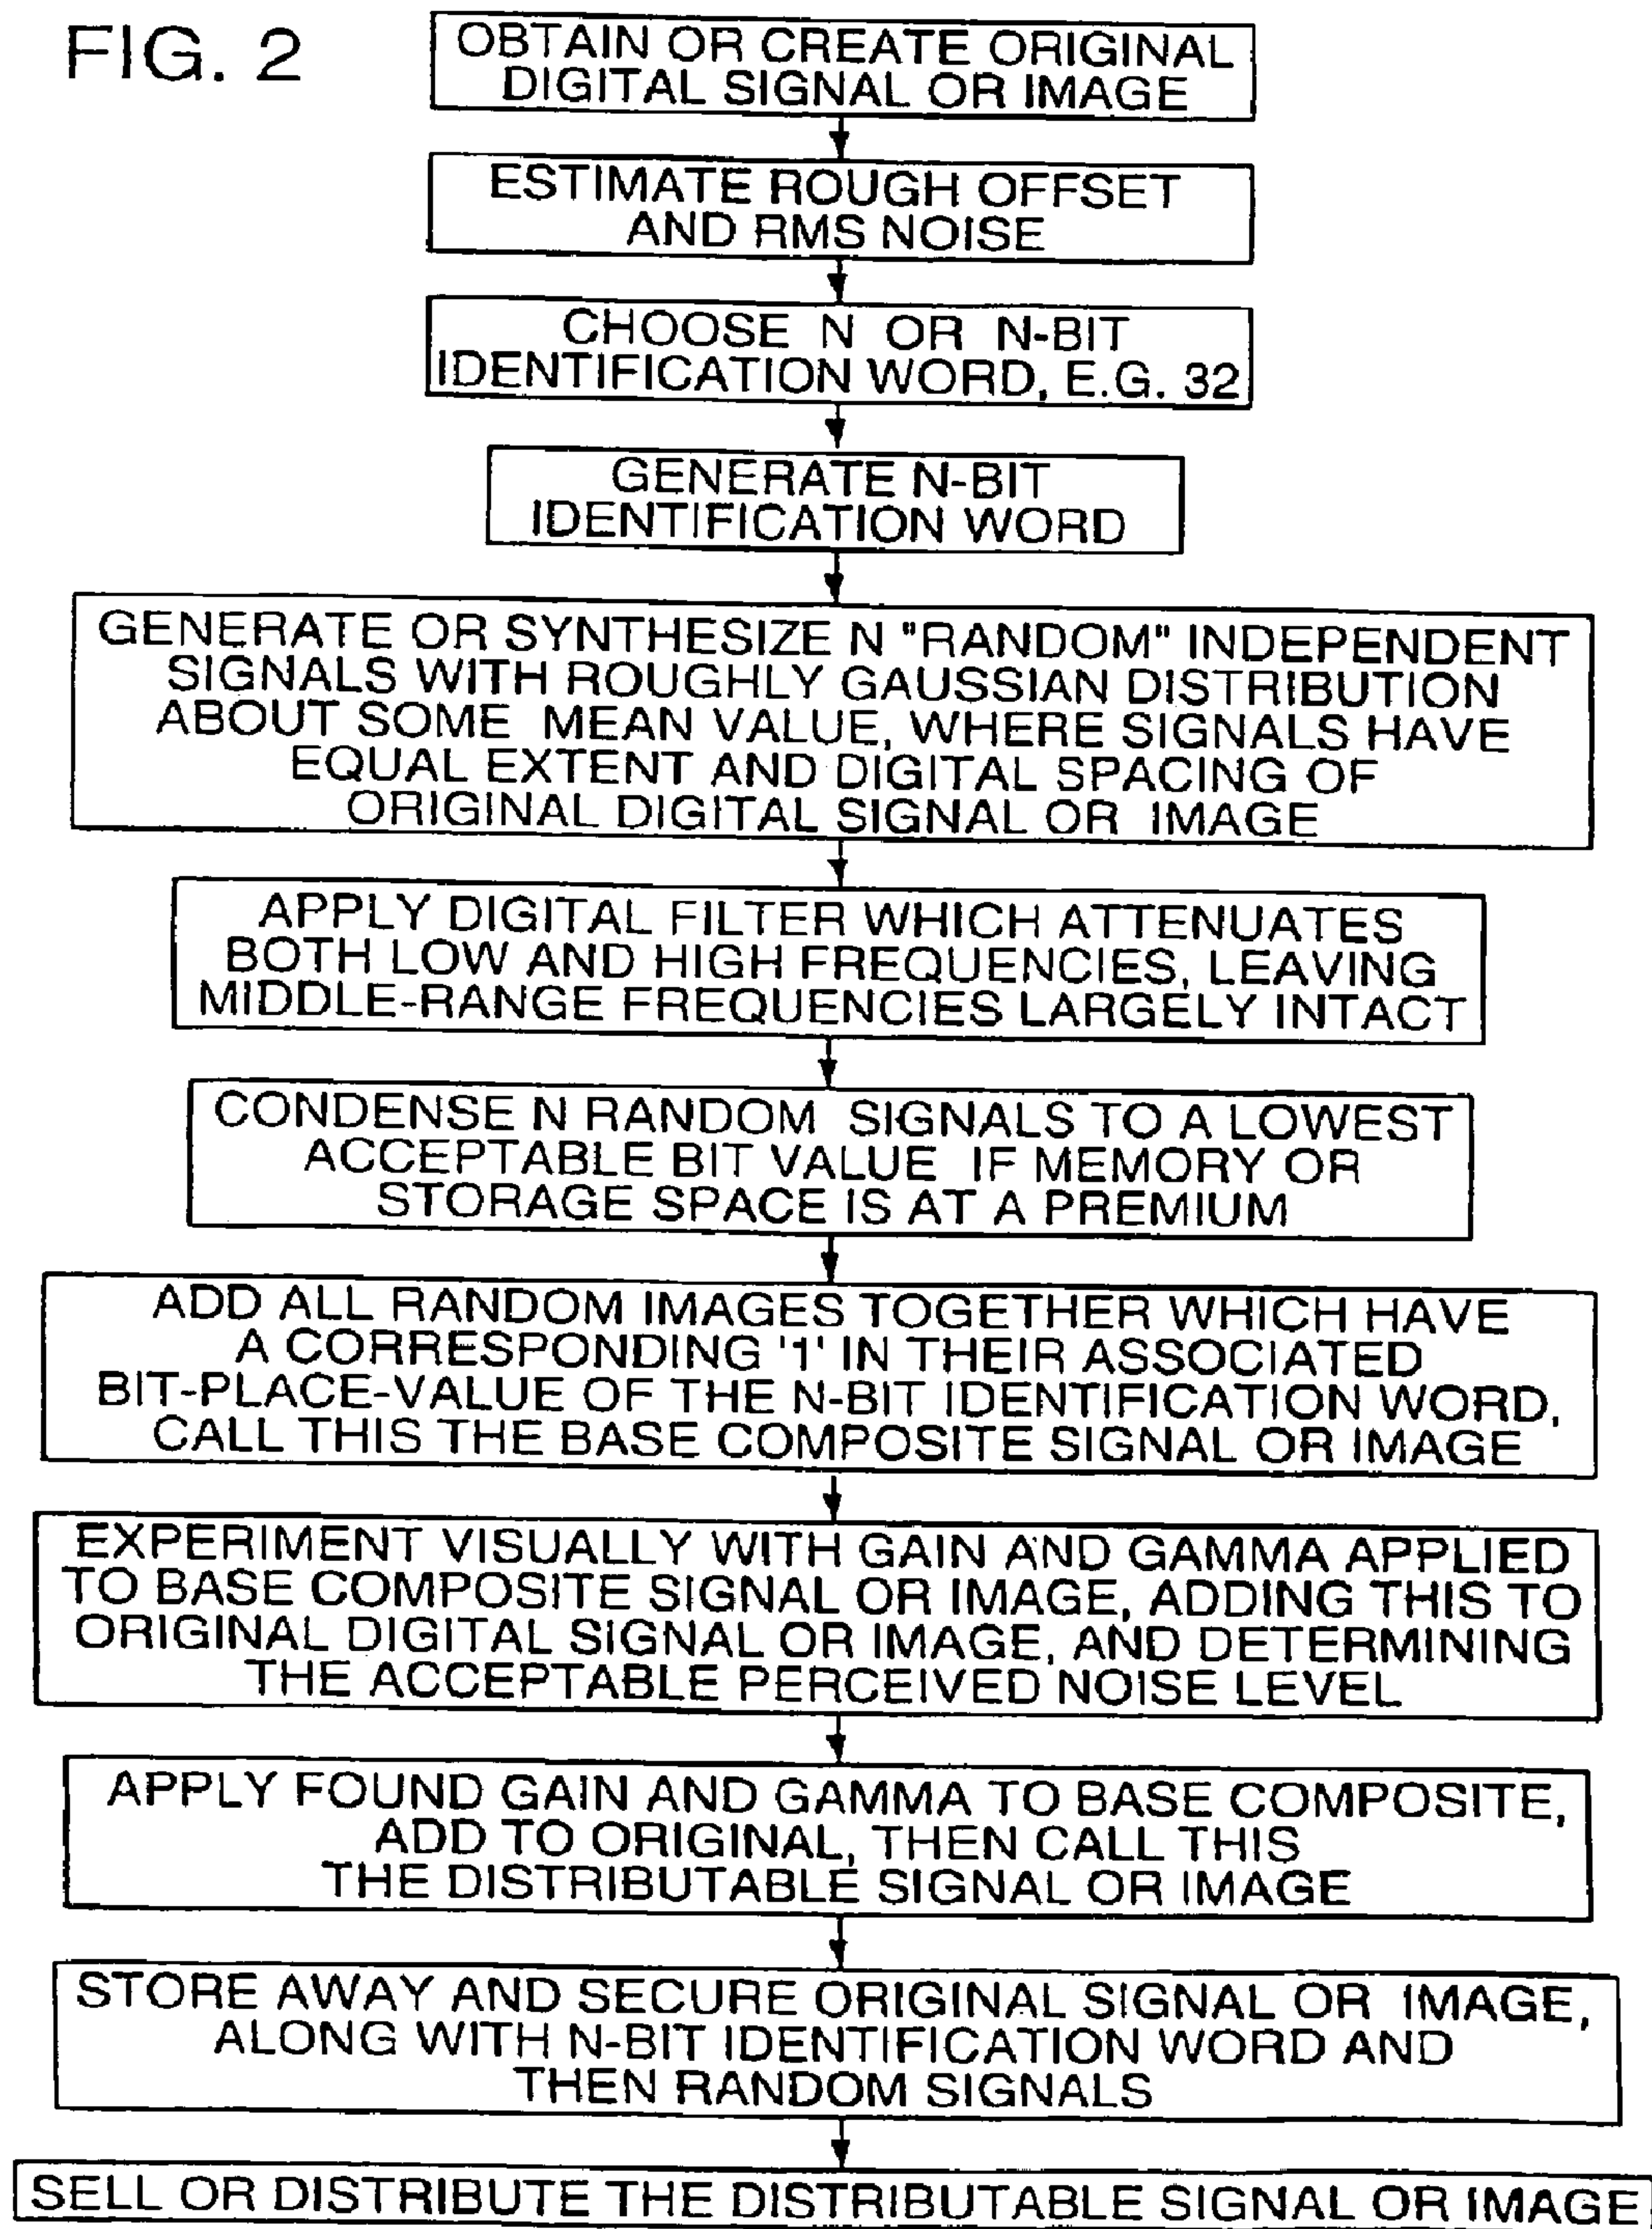 FIG. 2
OBTAIN OR CREATE ORIGINAL
DIGITAL SIGNAL OR IMAGE
ESTIMATE ROUGH OFFSET
AND RMS NOISE
CHOOSE N OR N-BIT
IDENTIFICATION WORD, E.G. 32
GENERATE N-BIT
IDENTIFICATION WORD
GENERATE OR SYNTHESIZE N "RANDOM" INDEPENDENT
SIGNALS WITH ROUGHLY GAUSSIAN DISTRIBUTION
ABOUT SOME MEAN VALUE, WHERE SIGNALS HAVE
EQUAL EXTENT AND DIGITAL SPACING OF
ORIGINAL DIGITAL SIGNAL OR IMAGE
APPLY DIGITAL FILTER WHICH ATTENUATES
BOTH LOW AND HIGH FREQUENCIES, LEAVING
MIDDLE-RANGE FREQUENCIES LARGELY INTACT
CONDENSE N RANDOM SIGNALS TO A LOWEST
ACCEPTABLE BIT VALUE IF MEMORY OR
STORAGE SPACE IS AT A PREMIUM
ADD ALL RANDOM IMAGES TOGETHER WHICH HAVE
A CORRESPONDING '1' IN THEIR ASSOCIATED
BIT-PLACE-VALUE OF THE N-BIT IDENTIFICATION WORD,
CALL THIS THE BASE COMPOSITE SIGNAL OR IMAGE
EXPERIMENT VISUALLY WITH GAIN AND GAMMA APPLIED
TO BASE COMPOSITE SIGNAL OR IMAGE, ADDING THIS TO
ORIGINAL DIGITAL SIGNAL OR IMAGE, AND DETERMINING
THE ACCEPTABLE PERCEIVED NOISE LEVEL
APPLY FOUND GAIN AND GAMMA TO BASE COMPOSITE,
ADD TO ORIGINAL, THEN CALL THIS
THE DISTRIBUTABLE SIGNAL OR IMAGE
STORE AWAY AND SECURE ORIGINAL SIGNAL OR IMAGE,
ALONG WITH N-BIT IDENTIFICATION WORD AND
THEN RANDOM SIGNALS
SELL OR DISTRIBUTE THE DISTRIBUTABLE SIGNAL OR IMAGE